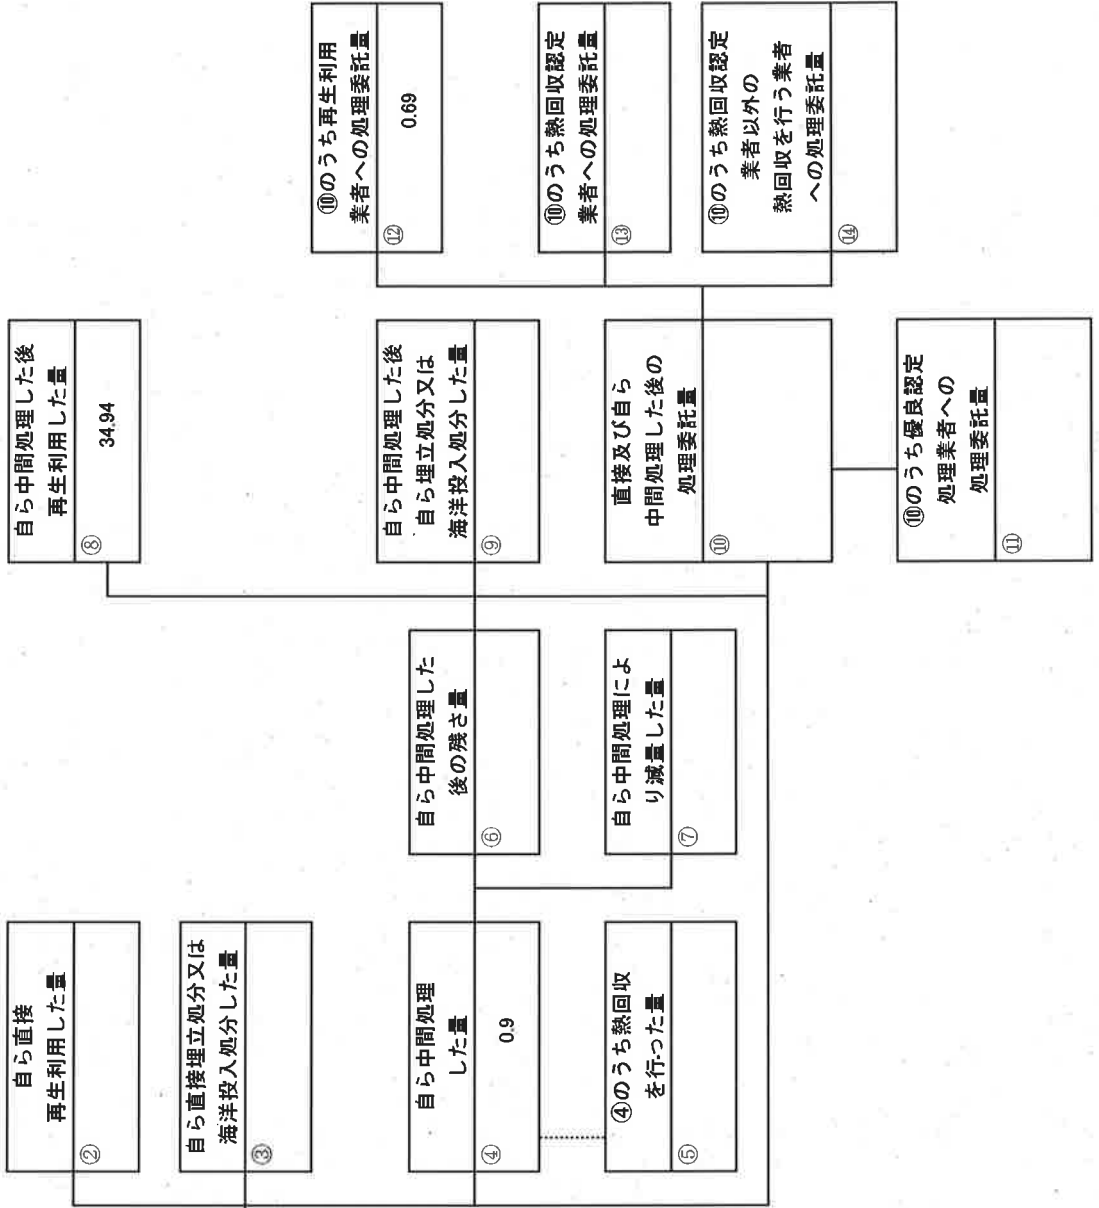 自ら直接
再生利用した量
②
自ら直接埋立処分又は
海洋投入処分した量
③
自ら中間処理
した量
④
0.9
④のうち熱回収
を行った量
⑤
自ら中間処理した
後の残さ量
⑥
自ら中間処理によ
り減量した量
⑦
自ら中間処理した後
再生利用した量
⑧
34.94
自ら中間処理した後
自ら埋立処分又は
海洋投入処分した量
⑨
直接及び自ら
中間処理した後の
処理委託量
⑩
⑩のうち優良認定
処理業者への
処理委託量
⑪
⑩のうち再生利用
業者への処理委託量
⑫
0.69
⑩のうち熱回収認定
業者への処理委託量
⑬
⑩のうち熱回収認定
業者以外の
熱回収を行う業者
への処理委託量
⑭